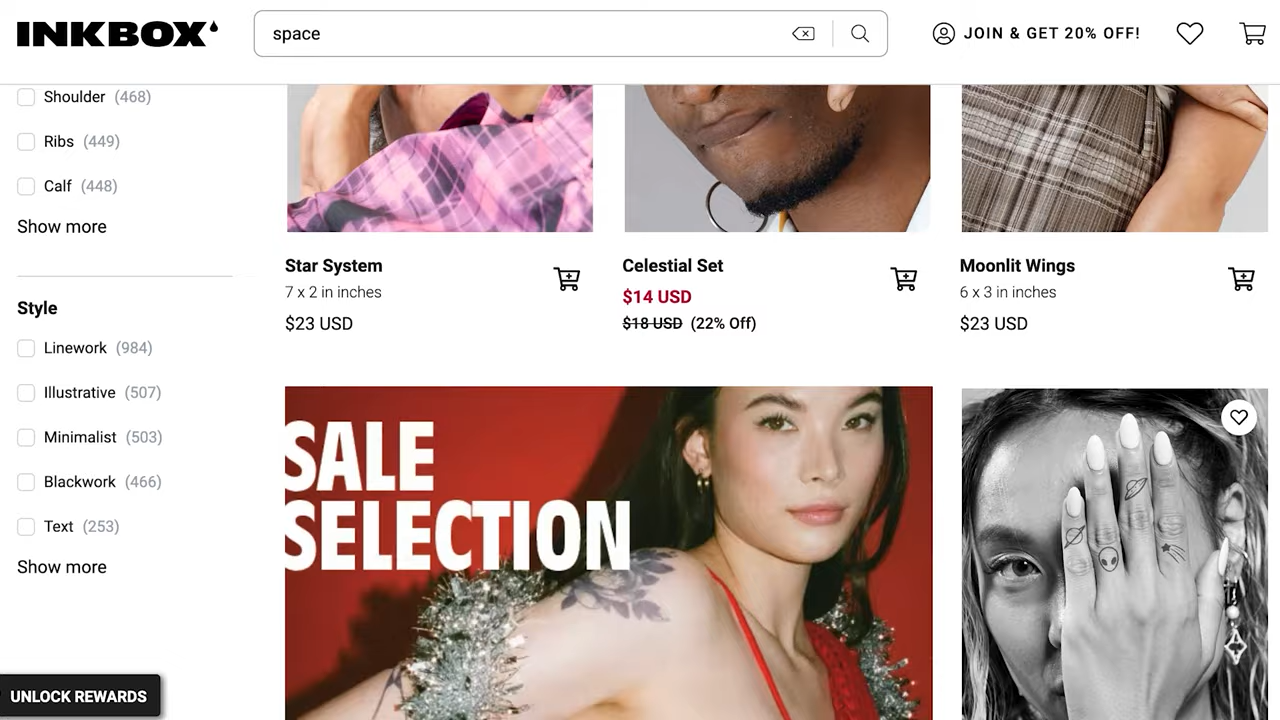 INKBOX
space
JOIN & GET 20% OFF!
Shoulder (468)
Ribs (449)
Calf (448)
Show more
Style
Linework (984)
Illustrative (507)
Minimalist (503)
Blackwork (466)
Text (253)
Show more
UNLOCK REWARDS
Star System
7 x 2 in inches
$23 USD
Celestial Set
$14 USD
$18 USD (22% Off)
Moonlit Wings
6 x 3 in inches
$23 USD
SALE
SELECTION